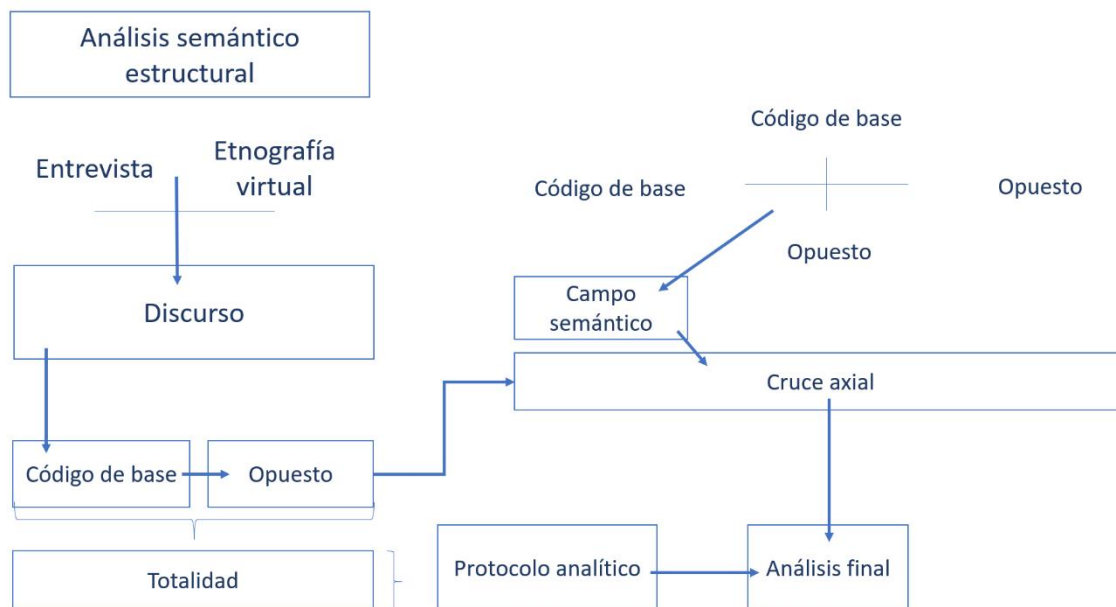 Análisis semántico
estructural
Entrevista
Etnografía
virtual
Discurso
Código de base
Opuesto
Totalidad
Código de base
Código de base
Opuesto
Opuesto
Campo
semántico
Cruce axial
Protocolo analítico
Análisis final